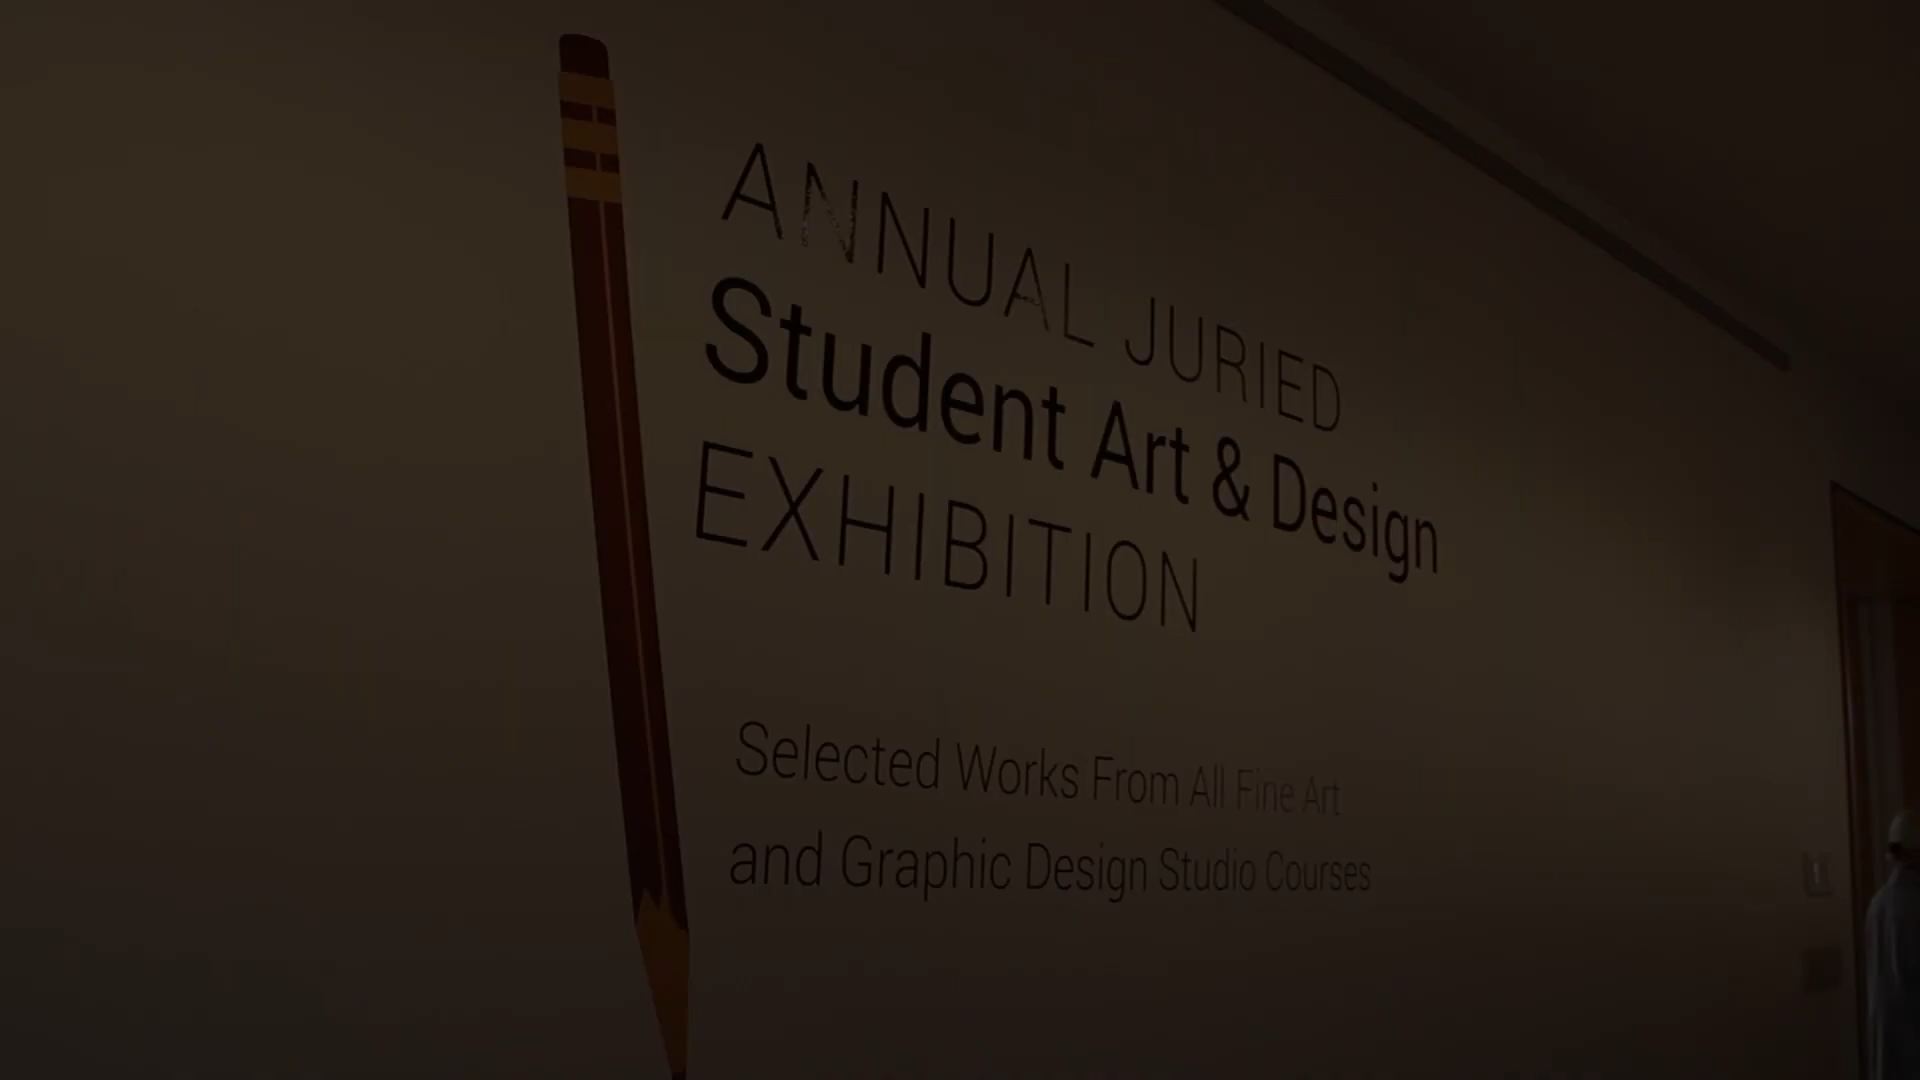 ANNUAL JURIED
Student Art & Design
EXHIBITION
Selected Works From All Fine Art
and Graphic Design Studio Courses